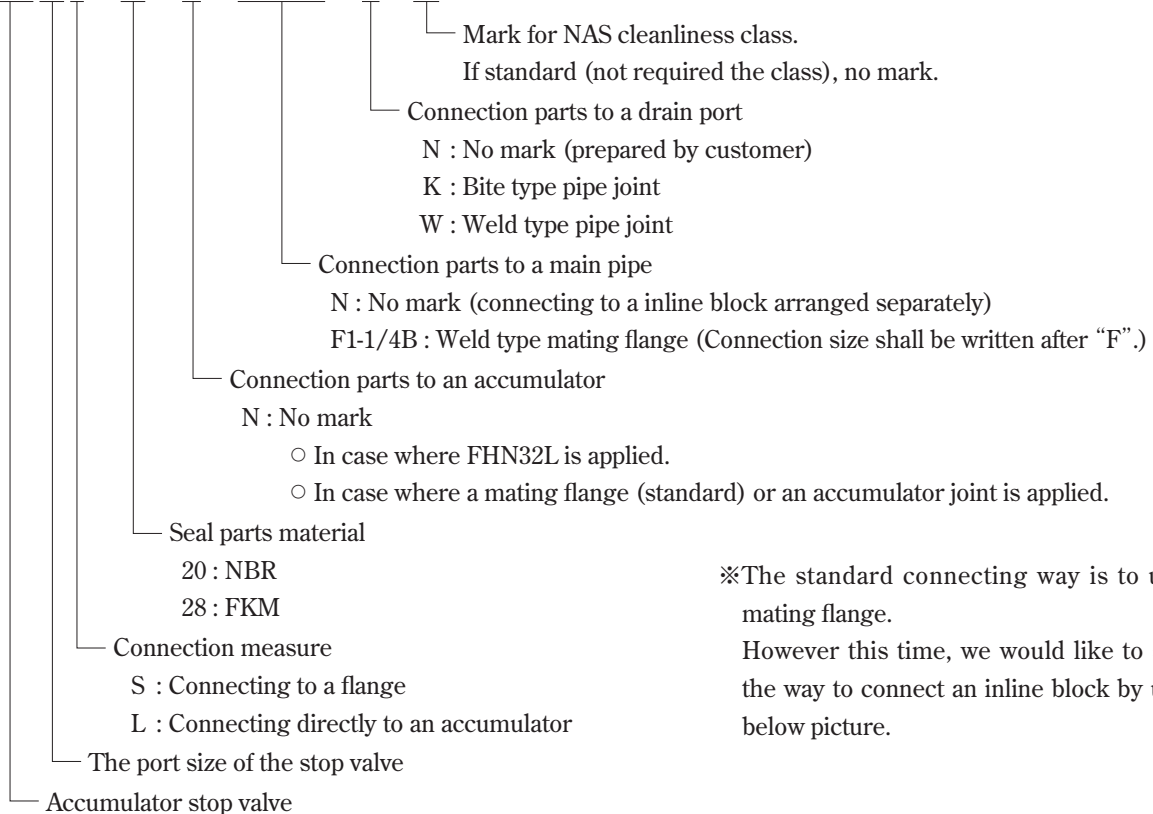 Mark for NAS cleanliness class.
If standard (not required the class), no mark.
Connection parts to a drain port
N : No mark (prepared by customer)
K : Bite type pipe joint
W : Weld type pipe joint
Connection parts to a main pipe
N : No mark (connecting to a inline block arranged separately)
F1-1/4B : Weld type mating flange (Connection size shall be written after “F”.)
Connection parts to an accumulator
N : No mark
○ In case where FHN32L is applied.
○ In case where a mating flange (standard) or an accumulator joint is applied.
Seal parts material
20 : NBR
28 : FKM
Connection measure
S : Connecting to a flange
L : Connecting directly to an accumulator
The port size of the stop valve
Accumulator stop valve
※The standard connecting way is to
mating flange.
However this time, we would like to
the way to connect an inline block by
below picture.